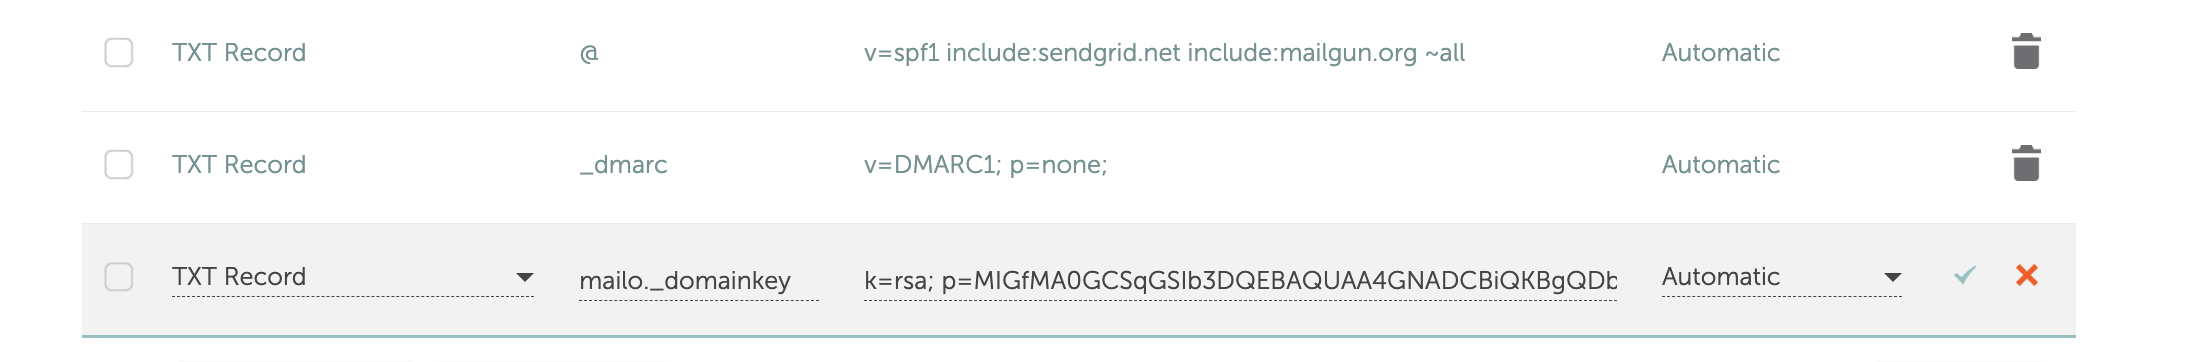 TXT Record @ v=spf1 include:sendgrid.net include:mailgun.org ~all Automatic
TXT Record _dmarc v=DMARC1; p=none; Automatic
TXT Record mailo._domainkey k=rsa; p=MIGfMA0GCSqGSIb3DQEBAQUAA4GNADCBiQKBgQDb Automatic